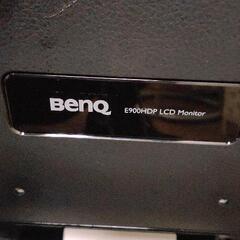 BenQ E900HDP LCD Monitor